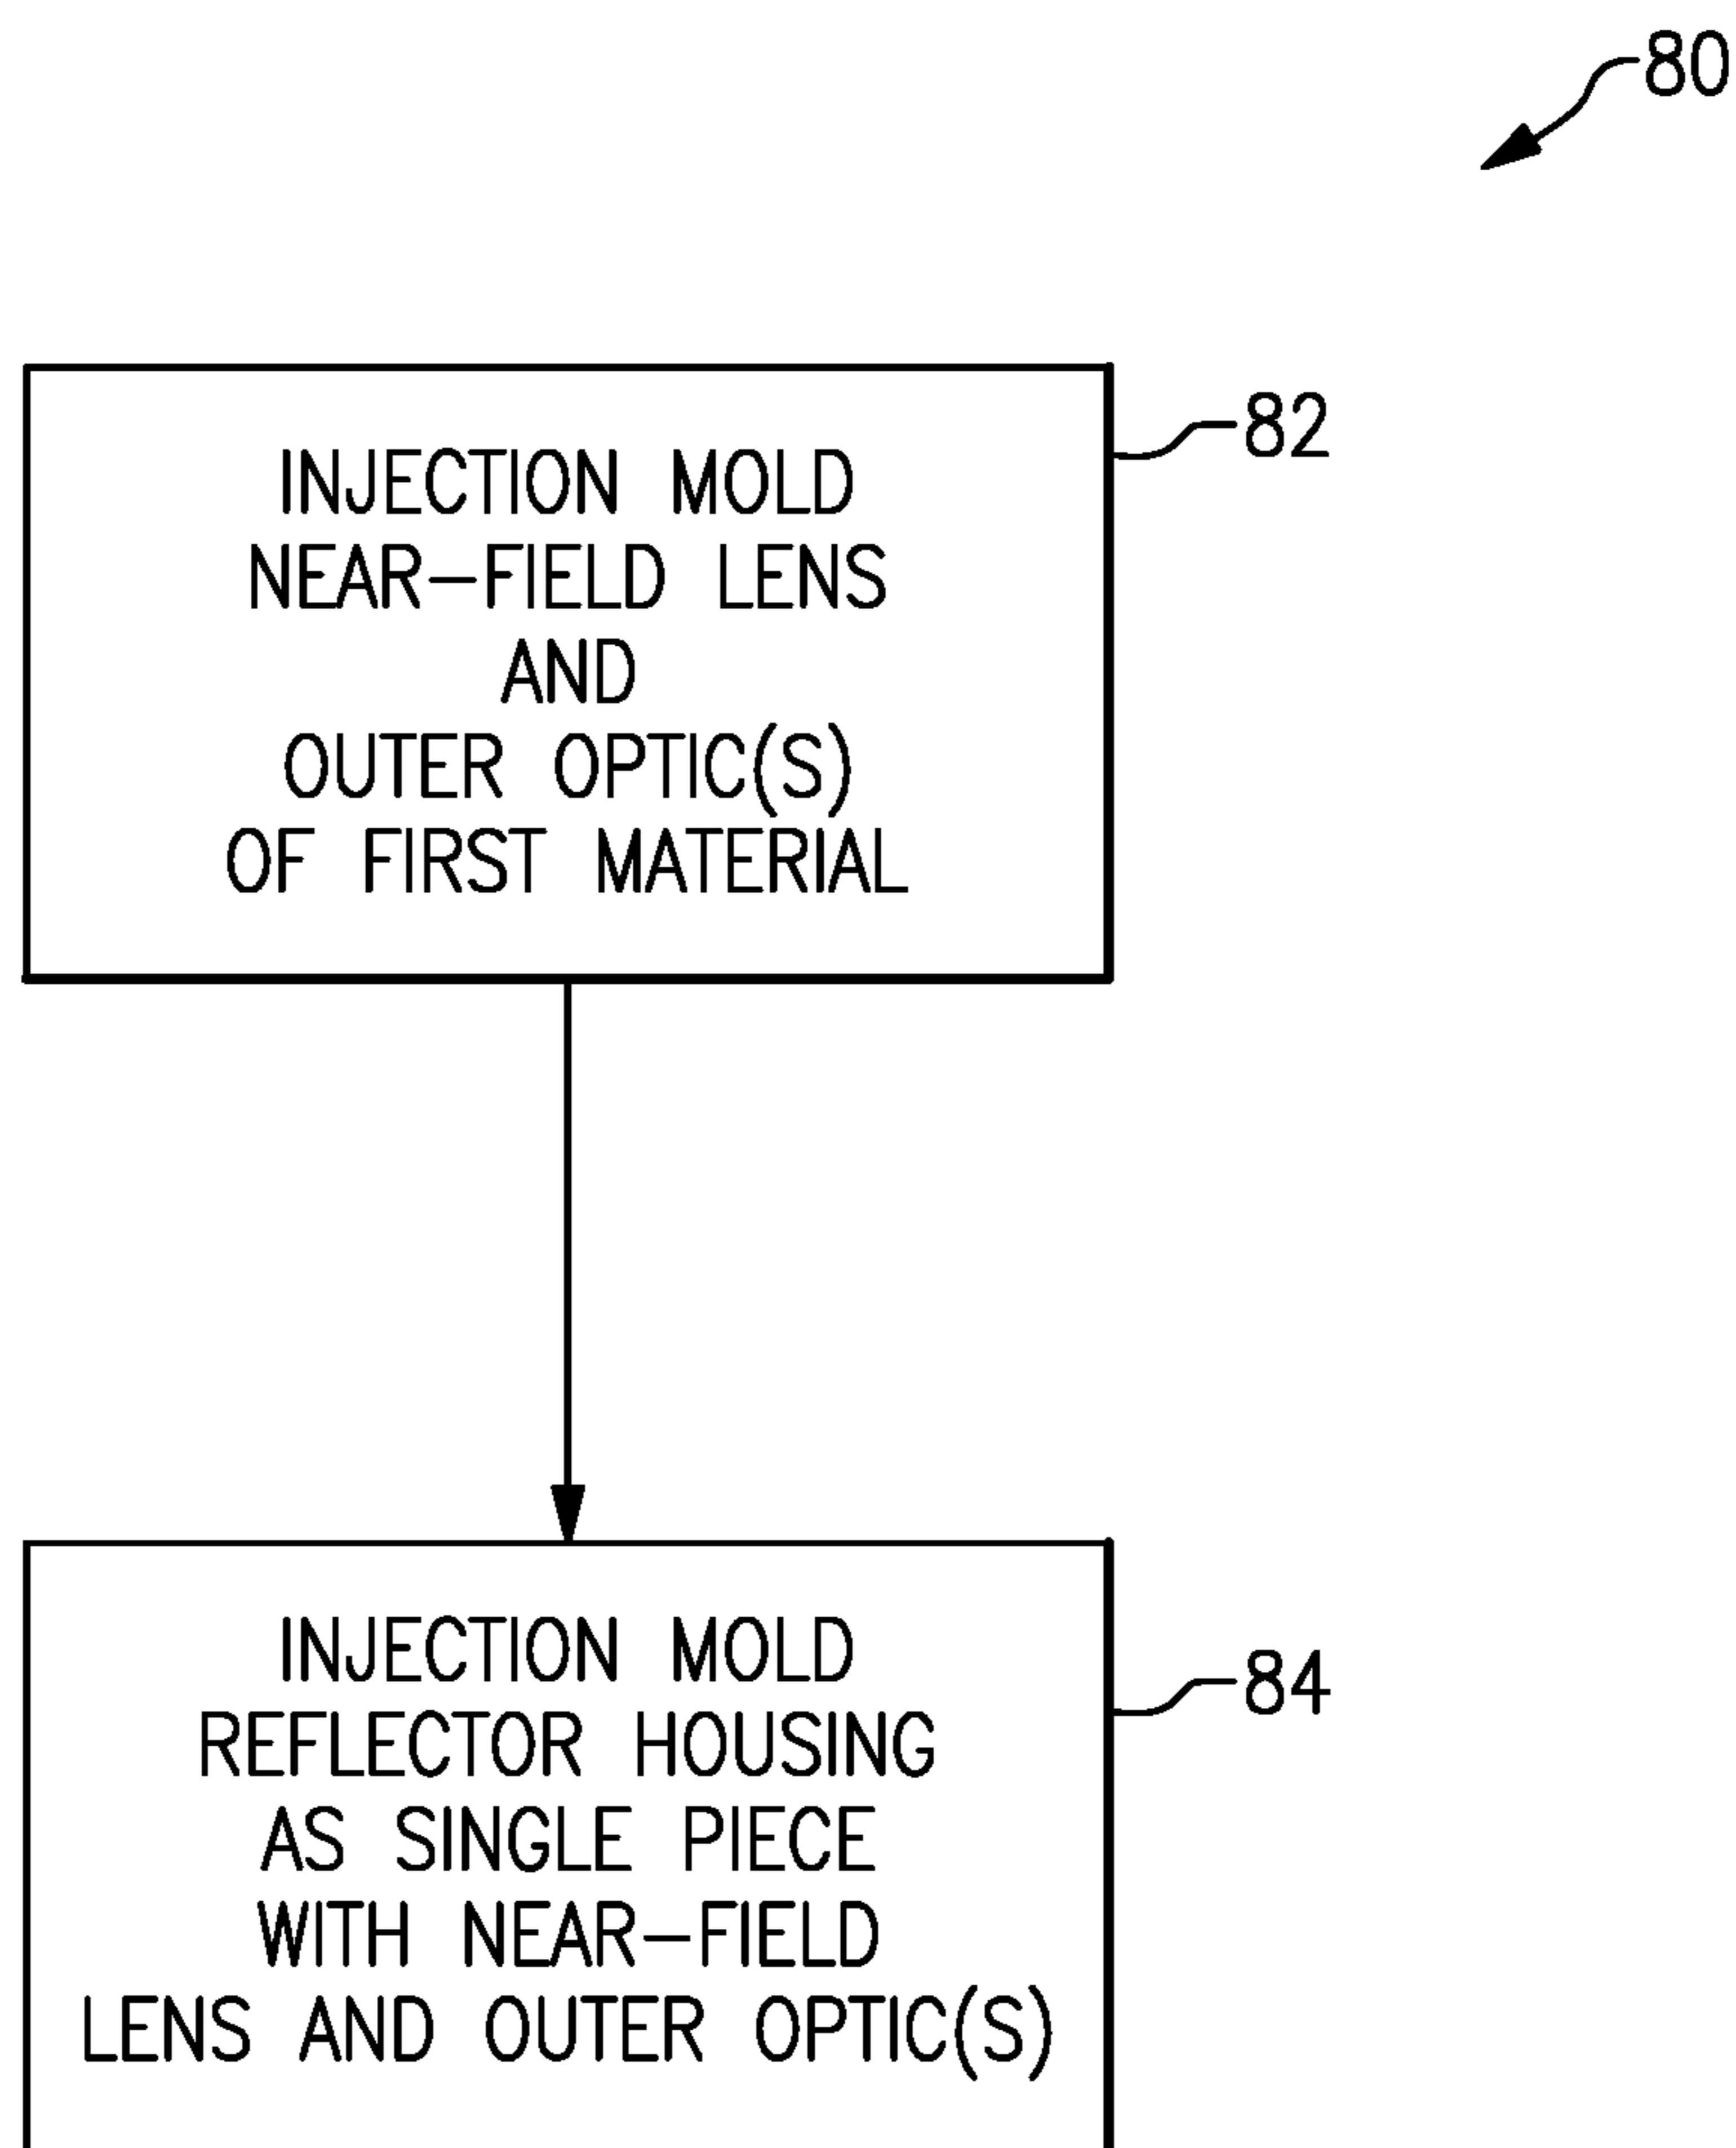 80
82
INJECTION MOLD
NEAR–FIELD LENS
AND
OUTER OPTIC(S)
OF FIRST MATERIAL
84
INJECTION MOLD
REFLECTOR HOUSING
AS SINGLE PIECE
WITH NEAR–FIELD
LENS AND OUTER OPTIC(S)